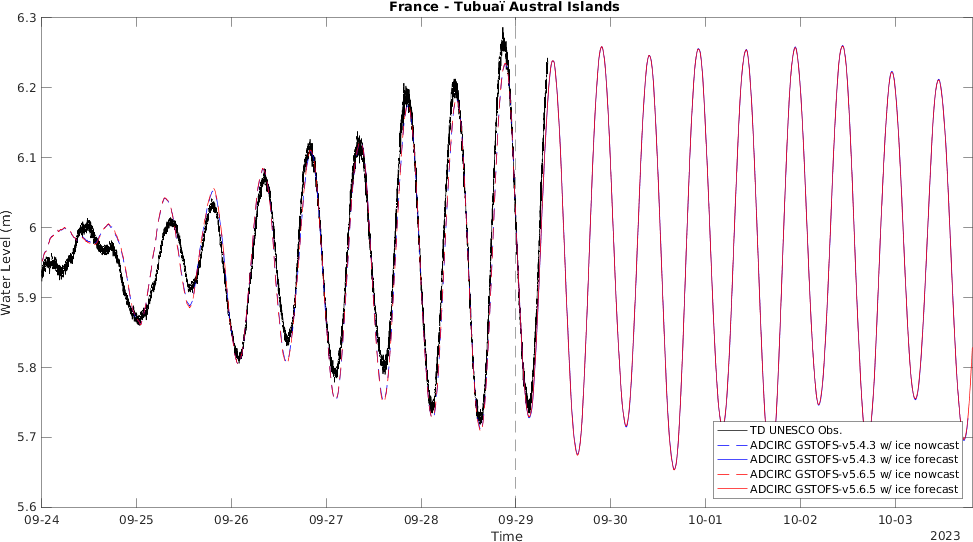 France - Tubuaï Austral Islands
6.3
6.2
6.1
6
5.9
5.8
5.7
5.6
Water Level (m)
TD UNESCO Obs.
ADCIRC GSTOFS-v5.4.3 w/ ice nowcast
ADCIRC GSTOFS-v5.4.3 w/ ice forecast
ADCIRC GSTOFS-v5.6.5 w/ ice nowcast
ADCIRC GSTOFS-v5.6.5 w/ ice forecast
09-24 09-25 09-26 09-27 09-28 09-29 09-30 10-01 10-02 10-03
Time
2023